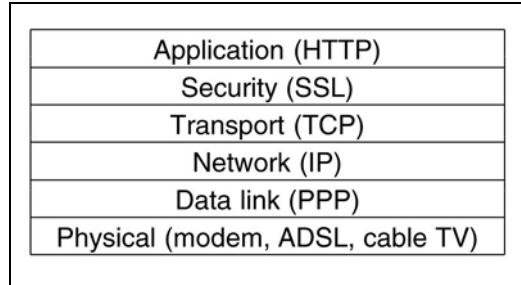 Application (HTTP)
Security (SSL)
Transport (TCP)
Network (IP)
Data link (PPP)
Physical (modem, ADSL, cable TV)